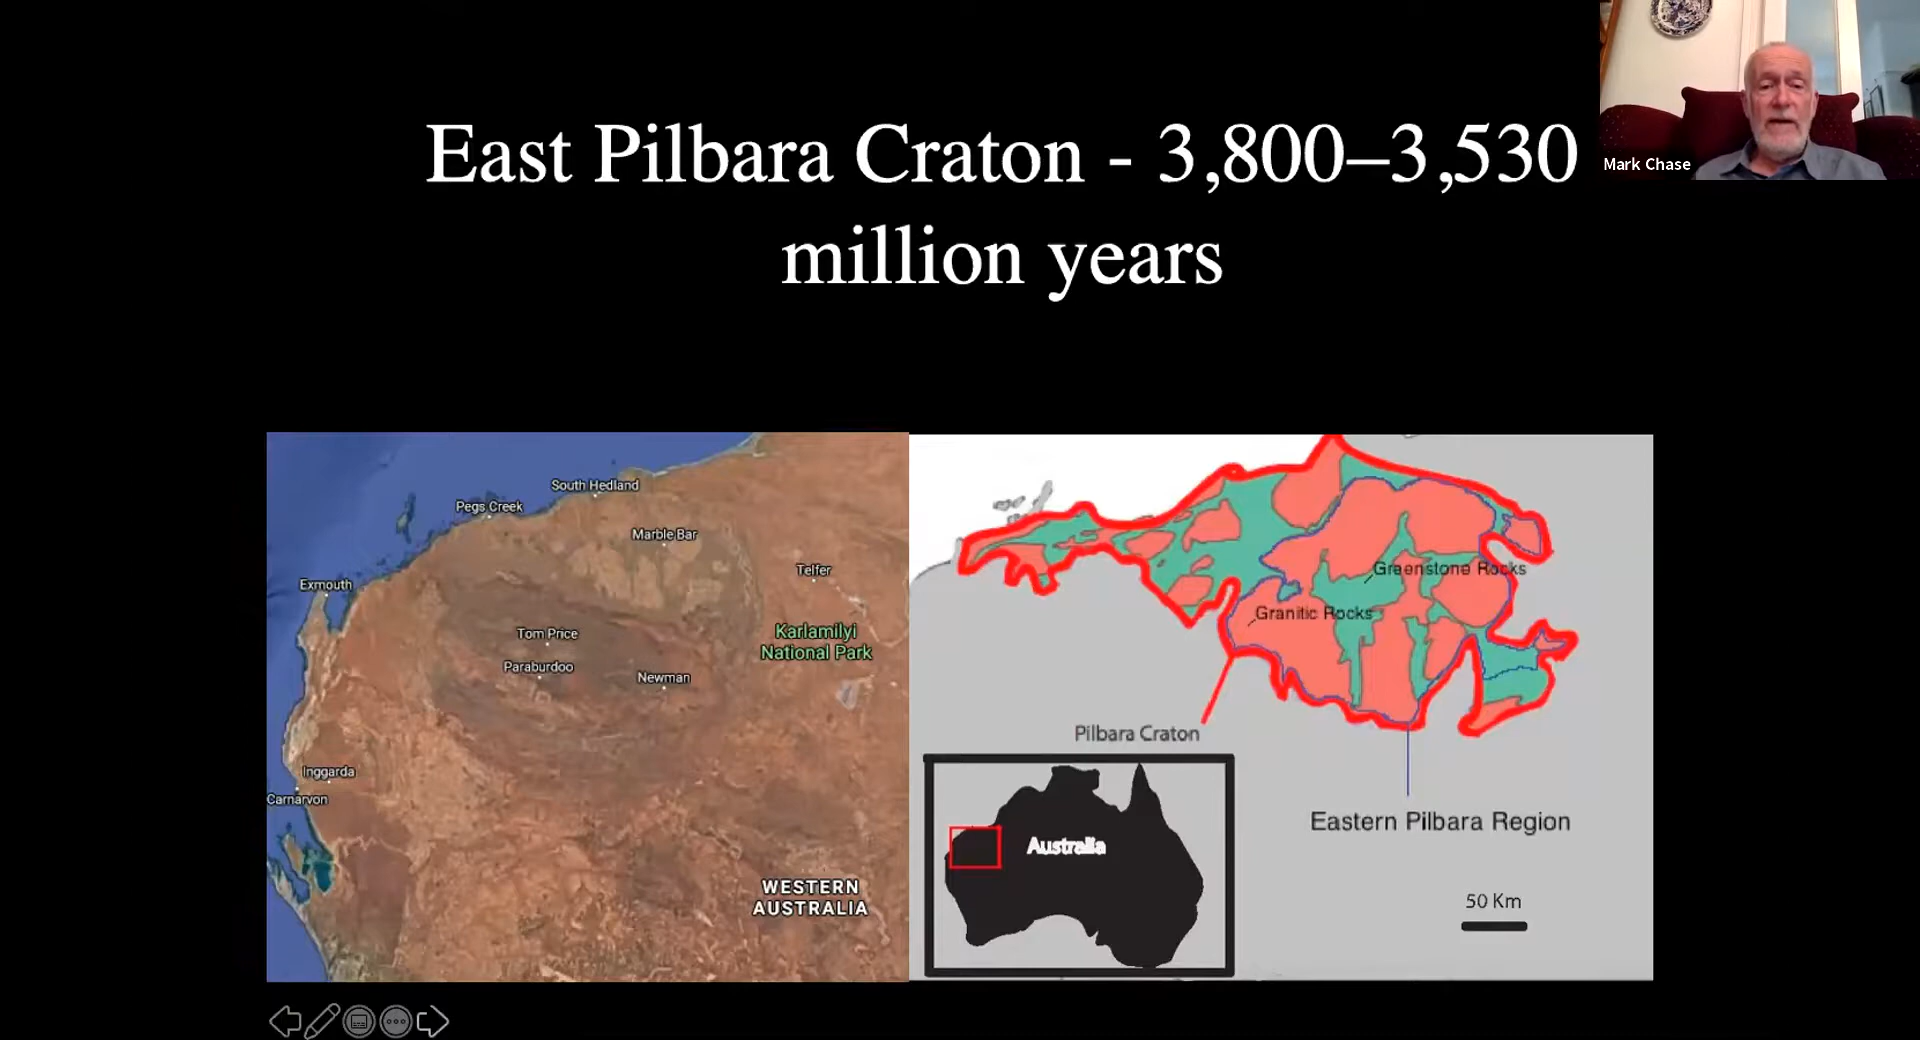 East Pilbara Craton - 3,800–3,530
million years
Mark Chase
South Hedland
Pegs Creek
Marble Bar
Telfer
Exmouth
Karlamilyi
National Park
Tom Price
Paraburdoo
Newman
Inggarda
Carnarvon
WESTERN
AUSTRALIA
Greenstone Rocks
Granitic Rocks
Pilbara Craton
Australia
Eastern Pilbara Region
50 Km